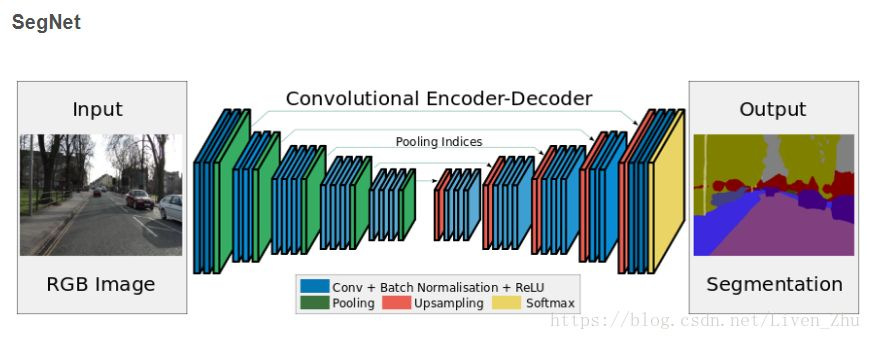 SegNet
Input
Convolutional Encoder-Decoder
Output
Pooling Indices
RGB Image
Segmentation
Conv + Batch Normalisation + ReLU
Pooling
Upsampling
Softmax
https://blog.csdn.net/Liven_Zhu